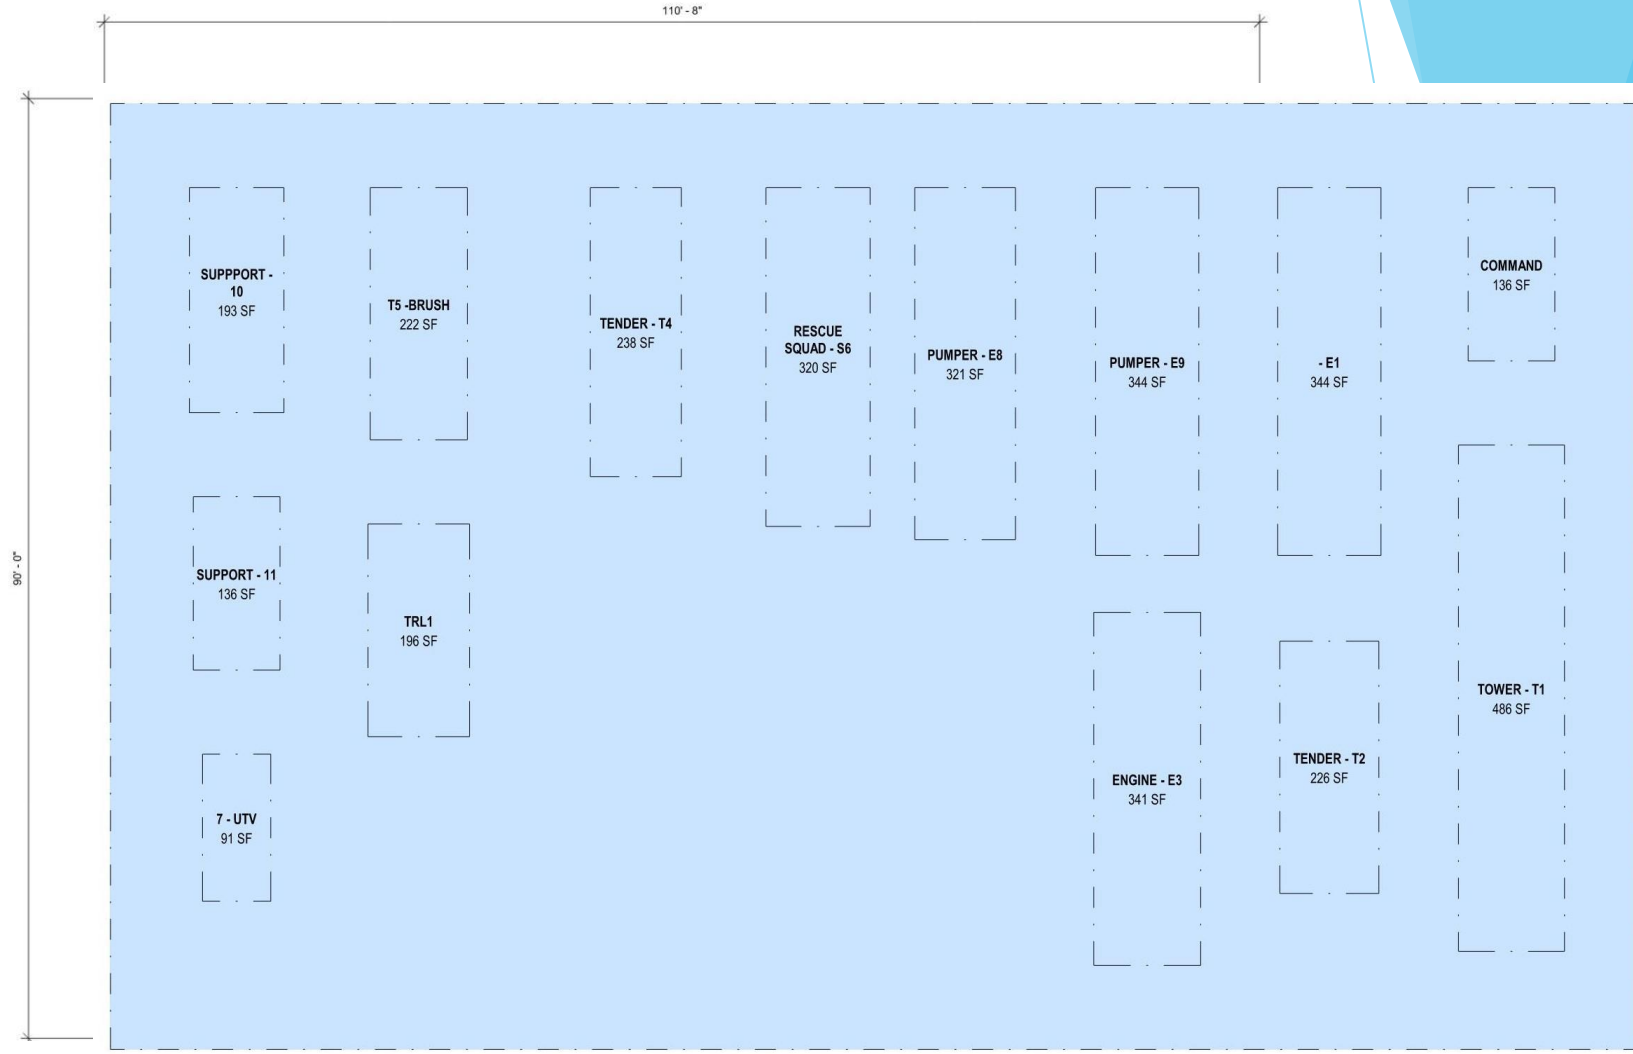 110' - 8"
90' - 0"
SUPPPORT -
10
193 SF
T5 -BRUSH
222 SF
TENDER - T4
238 SF
RESCUE
SQUAD - S6
320 SF
PUMPER - E8
321 SF
PUMPER - E9
344 SF
- E1
344 SF
COMMAND
136 SF
SUPPORT - 11
136 SF
TRL1
196 SF
TOWER - T1
486 SF
7 - UTV
91 SF
ENGINE - E3
341 SF
TENDER - T2
226 SF